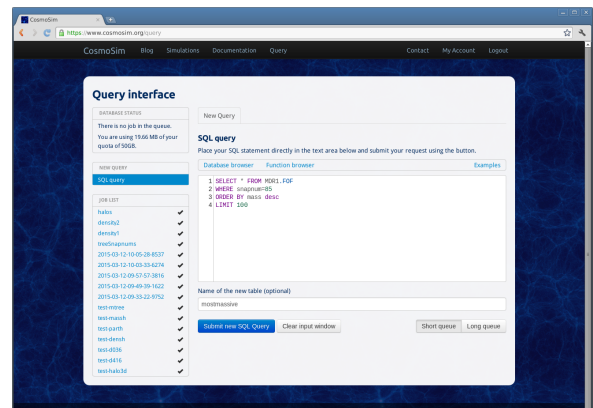 CosmoSim
https://www.cosmosim.org/query
CosmoSim Blog Simulations Documentation Query Contact My Account Logout
Query interface
DATABASE STATUS
There is no job in the queue.
You are using 19.66 MB of your
quota of 50GB.
NEW QUERY
SQL query
JOB LIST
halos
density2
density1
treeSnapnums
2015-03-12-10-05-28-8537
2015-03-12-10-03-33-6274
2015-03-12-09-57-57-3816
2015-03-12-09-49-39-1622
2015-03-12-09-33-22-9752
test-mtree
test-massh
test-parth
test-densh
test-d036
test-d416
test-halo3d
New Query
SQL query
Place your SQL statement directly in the text area below and submit your request using the button.
Database browser Function browser Examples
1 SELECT * FROM MDR1.FOF
2 WHERE snapnum=85
3 ORDER BY mass desc
4 LIMIT 100
Name of the new table (optional)
mostmassive
Submit new SQL Query Clear input window Short queue Long queue